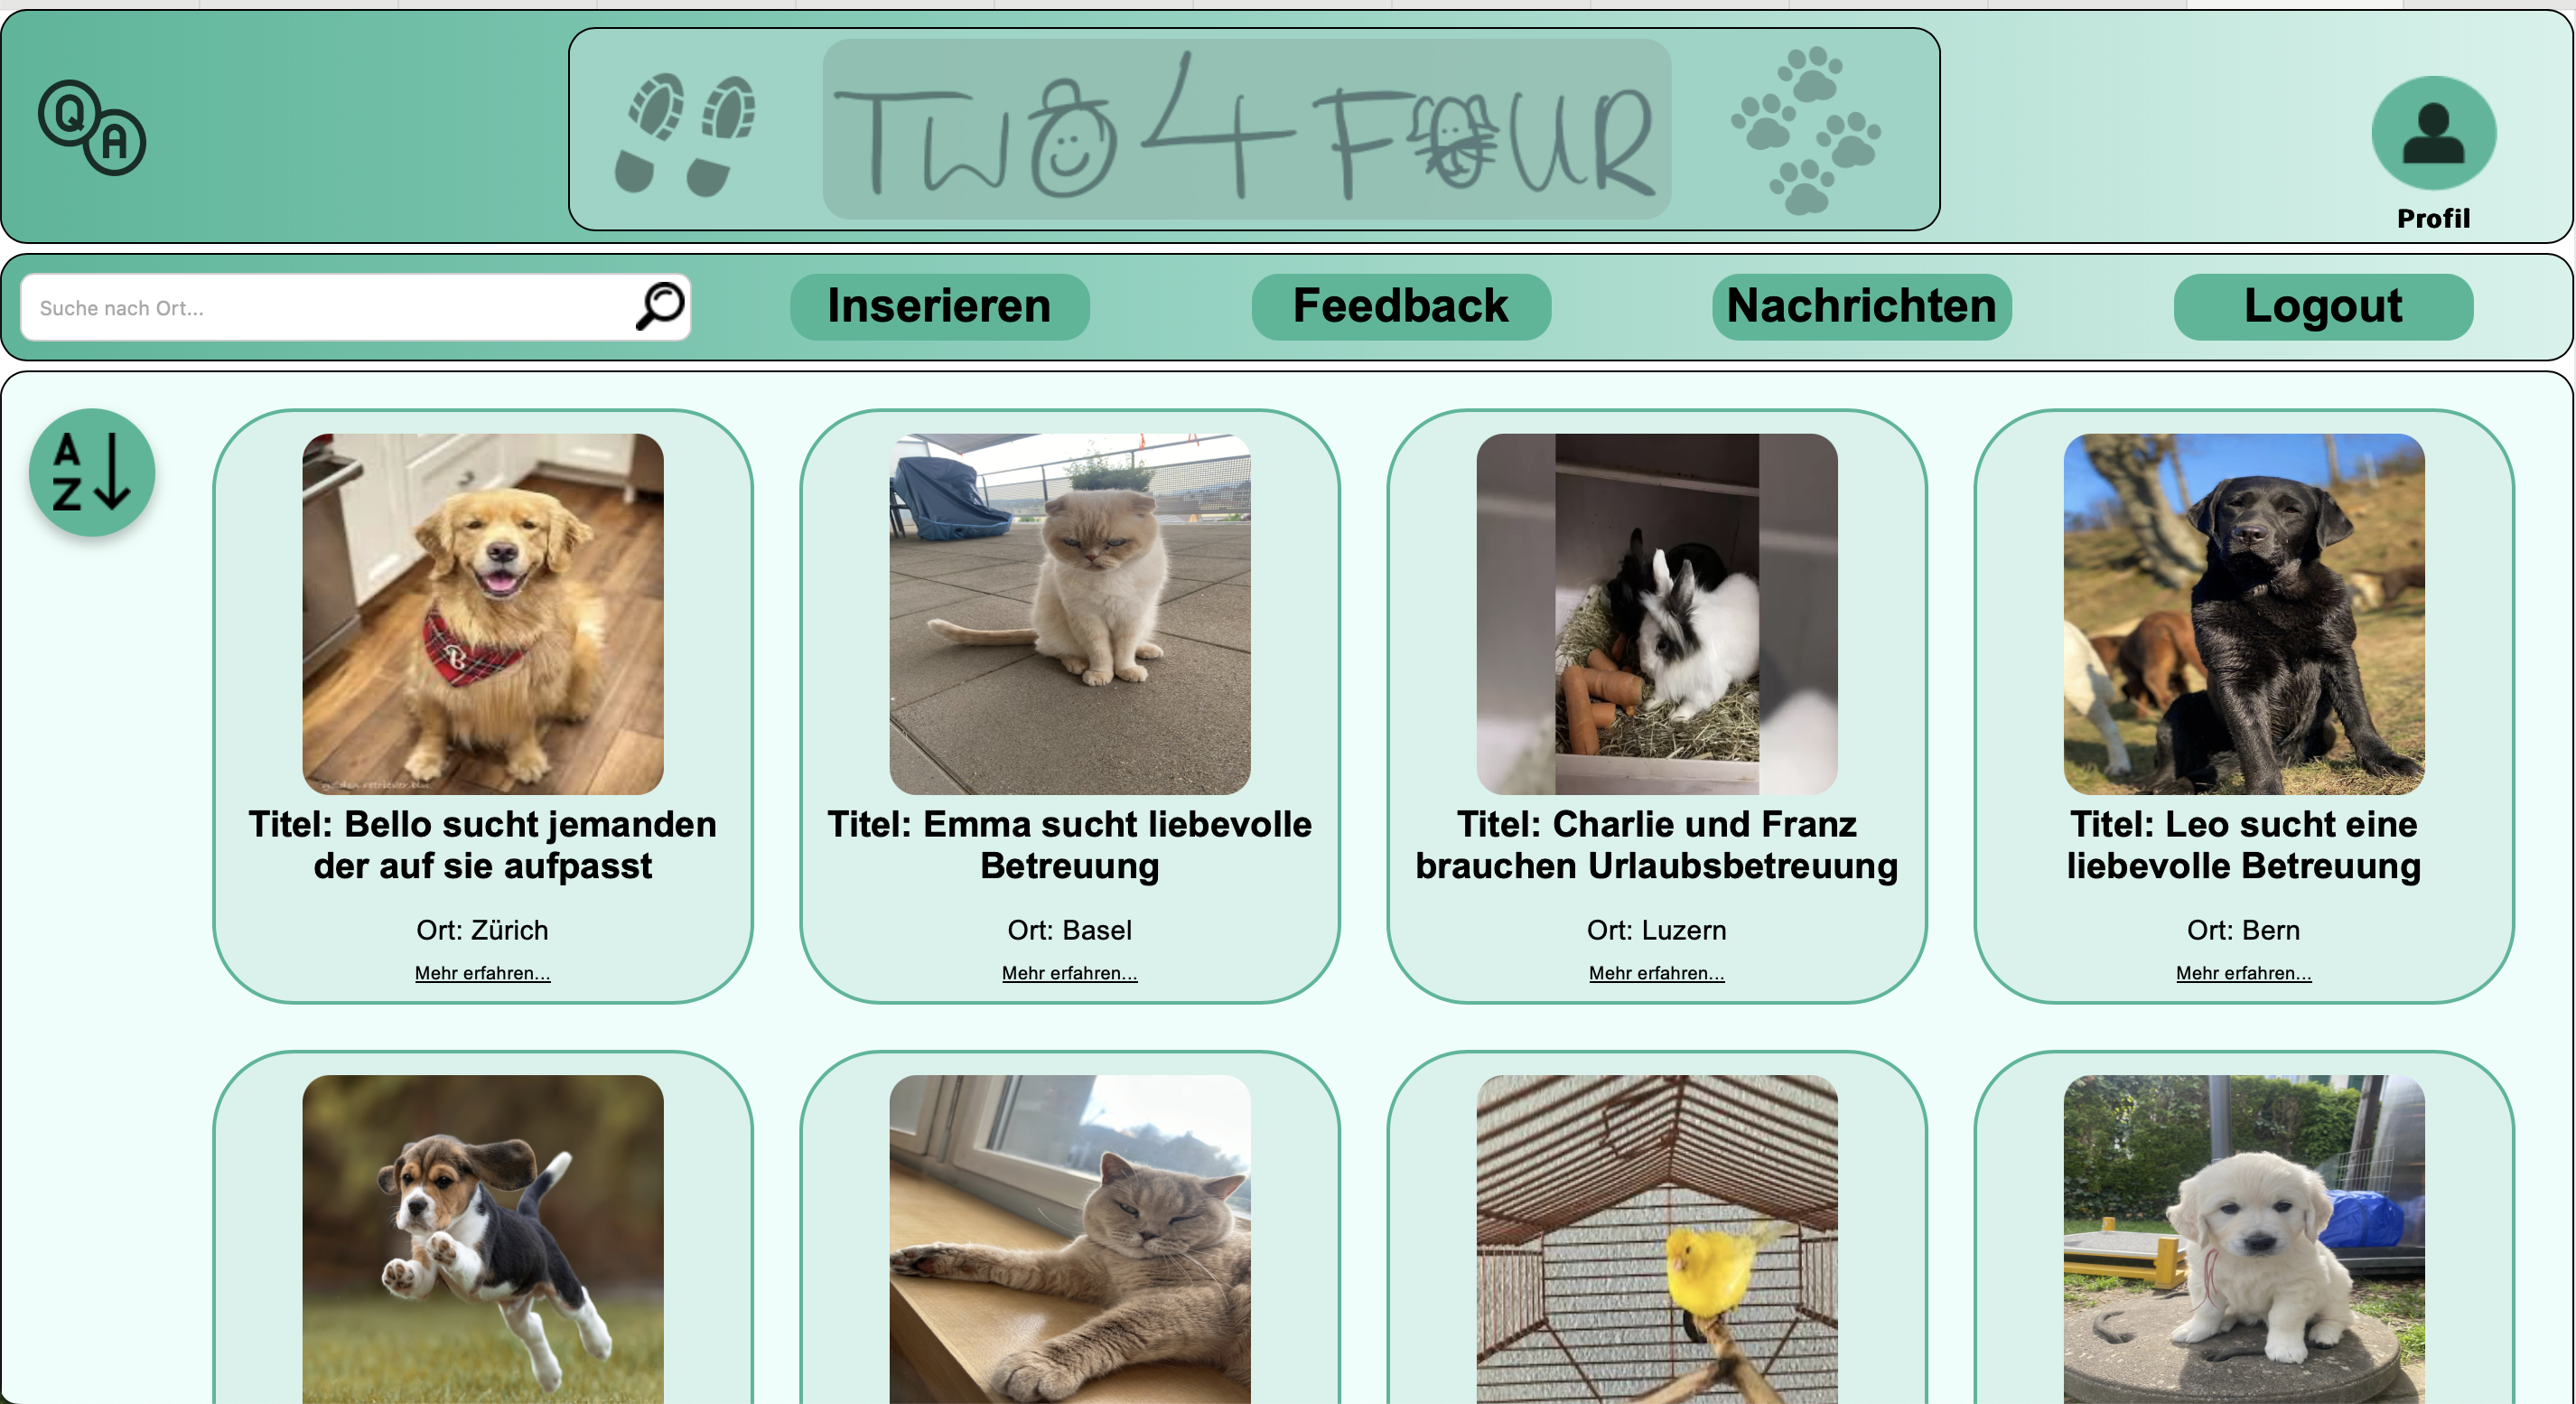 QA
TWO 4 FOUR
Profil
Suche nach Ort...
Inserieren
Feedback
Nachrichten
Logout
A
Z
B
Titel: Bello sucht jemanden
der auf sie aufpasst
Ort: Zürich
Mehr erfahren...
Titel: Emma sucht liebevolle
Betreuung
Ort: Basel
Mehr erfahren...
Titel: Charlie und Franz
brauchen Urlaubsbetreuung
Ort: Luzern
Mehr erfahren...
Titel: Leo sucht eine
liebevolle Betreuung
Ort: Bern
Mehr erfahren...